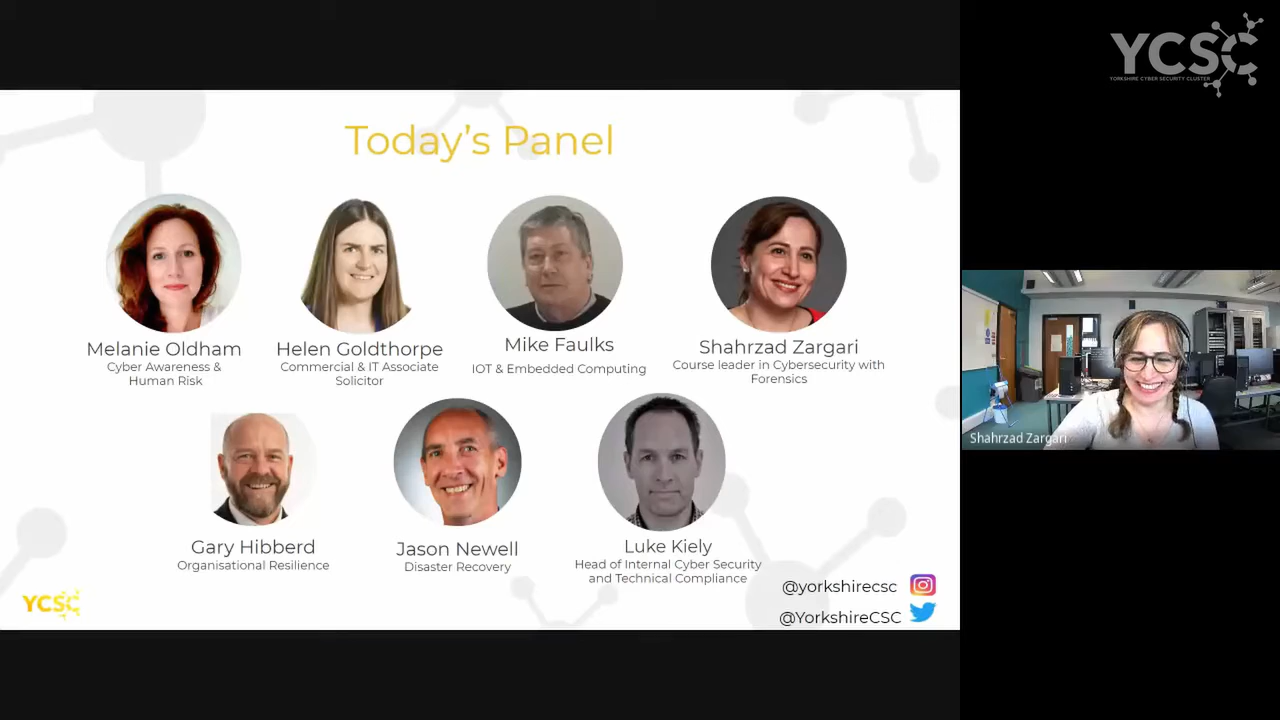 YCSC
YORKSHIRE CYBER SECURITY CLUSTER
Today's Panel
Melanie Oldham
Cyber Awareness &
Human Risk
Helen Goldthorpe
Commercial & IT Associate
Solicitor
Mike Faulks
IOT & Embedded Computing
Shahrzad Zargari
Course leader in Cybersecurity with
Forensics
Gary Hibberd
Organisational Resilience
Jason Newell
Disaster Recovery
Luke Kiely
Head of Internal Cyber Security
and Technical Compliance
@yorkshirecsc
@YorkshireCSC
YCSC
Shahrzad Zargari